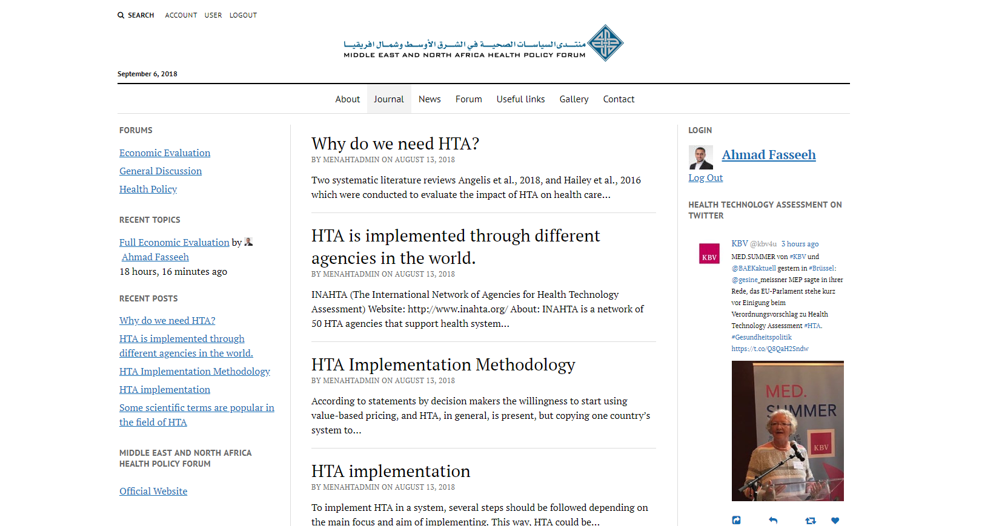 SEARCH ACCOUNT USER LOGOUT
منتدى السياسات الصحية في الشرق الأوسط وشمال افريقيا
MIDDLE EAST AND NORTH AFRICA HEALTH POLICY FORUM
September 6, 2018
About Journal News Forum Useful links Gallery Contact
FORUMS
Economic Evaluation
General Discussion
Health Policy
RECENT TOPICS
Full Economic Evaluation by
Ahmad Fasseeh
18 hours, 16 minutes ago
RECENT POSTS
Why do we need HTA?
HTA is implemented through
different agencies in the world.
HTA Implementation Methodology
HTA implementation
Some scientific terms are popular in
the field of HTA
MIDDLE EAST AND NORTH AFRICA
HEALTH POLICY FORUM
Official Website
Why do we need HTA?
BY MENAHTADMIN ON AUGUST 13, 2018
Two systematic literature reviews Angelis et al., 2018, and Hailey et al., 2016
which were conducted to evaluate the impact of HTA on health care…
HTA is implemented through different
agencies in the world.
BY MENAHTADMIN ON AUGUST 13, 2018
INAHTA (The International Network of Agencies for Health Technology
Assessment) Website: http://www.inahta.org/ About: INAHTA is a network of
50 HTA agencies that support health system…
HTA Implementation Methodology
BY MENAHTADMIN ON AUGUST 13, 2018
According to statements by decision makers the willingness to start using
value-based pricing, and HTA, in general, is present, but copying one country’s
system to…
HTA implementation
BY MENAHTADMIN ON AUGUST 13, 2018
To implement HTA in a system, several steps should be followed depending on
the main focus and aim of implementing. This way, HTA could be…
LOGIN
Ahmad Fasseeh
Log Out
HEALTH TECHNOLOGY ASSESSMENT ON
TWITTER
KBV
KBV @kbv4u 3 hours ago
MED.SUMMER von #KBV und
@BAEKaktuell gestern in #Brüssel:
@gesine_meissner MEP sagte in ihrer
Rede, das EU-Parlament stehe kurz
vor Einigung beim
Verordnungsvorschlag zu Health
Technology Assessment #HTA.
#Gesundheitspolitik
https://t.co/Q8QaH2Sndw
MED.
SUMMER
KBV